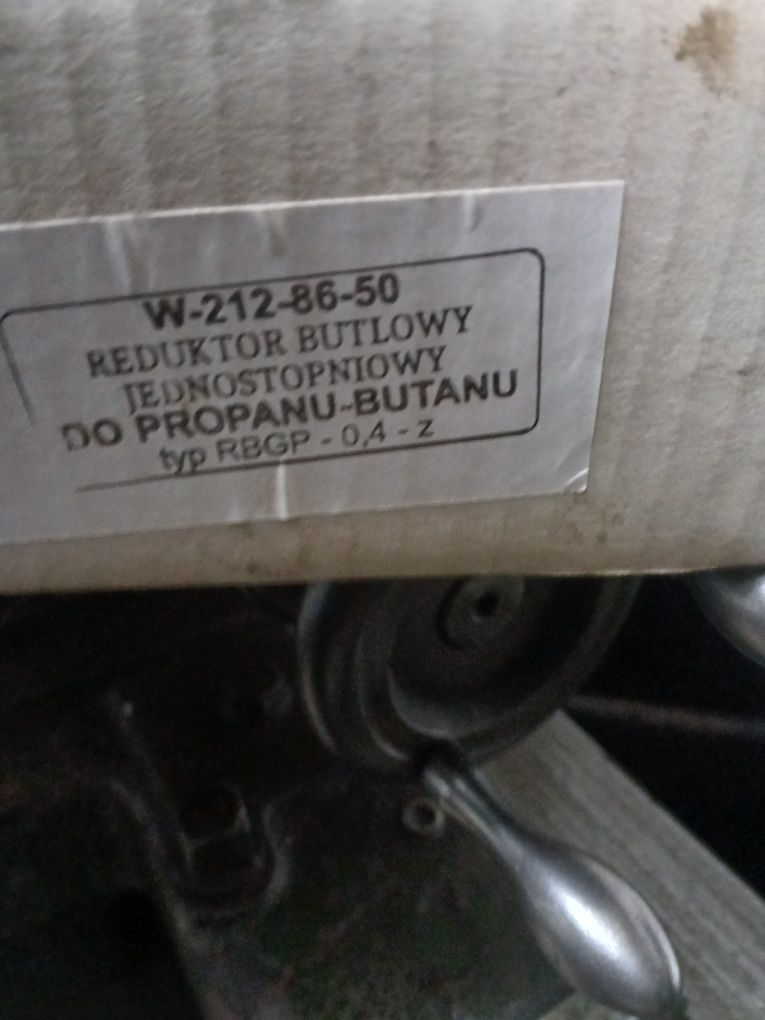 W-212-86-50
REDUKTOR BUTLOWY
JEDNOSTOPNIOWY
DO PROPANU-BUTANU
typ RBGP - 0,4 - z